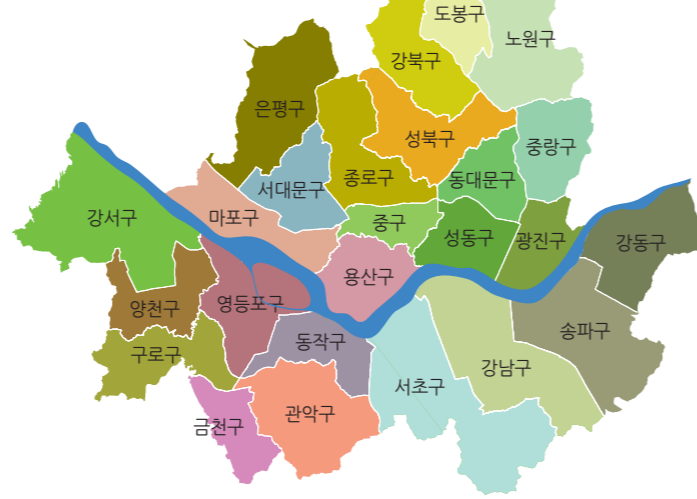 도봉구
노원구
강북구
은평구
성북구
중랑구
서대문구
종로구
동대문구
강서구
마포구
중구
성동구
광진구
강동구
용산구
양천구
영등포구
송파구
동작구
구로구
강남구
서초구
관악구
금천구